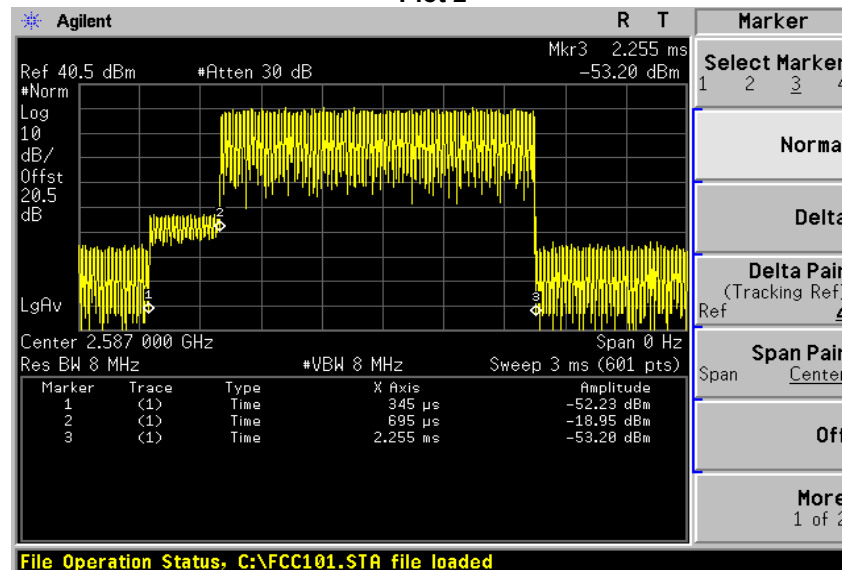 Agilent R T Marker
Mkr3 2.255 ms
Ref 40.5 dBm #Atten 30 dB -53.20 dBm
#Norm
Log
10
dB/
Offst
20.5
dB
LgAv
1
2
3
Center 2.587 000 GHz Span 0 Hz
Res BW 8 MHz #VBW 8 MHz Sweep 3 ms (601 pts)
Marker Trace Type X Axis Amplitude
1 (1) Time 345 µs -52.23 dBm
2 (1) Time 695 µs -18.95 dBm
3 (1) Time 2.255 ms -53.20 dBm
Select Marker
1 2 3 4
Norma
Delta
Delta Pair
(Tracking Ref)
Ref
Span Pair
Span Center
Off
More
1 of 2
File Operation Status, C:\FCC101.STA file loaded